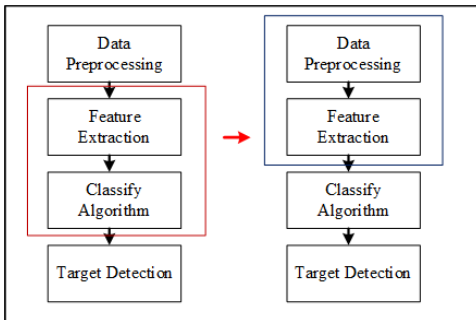 Data
Preprocessing
Feature
Extraction
Classify
Algorithm
Target Detection
Data
Preprocessing
Feature
Extraction
Classify
Algorithm
Target Detection